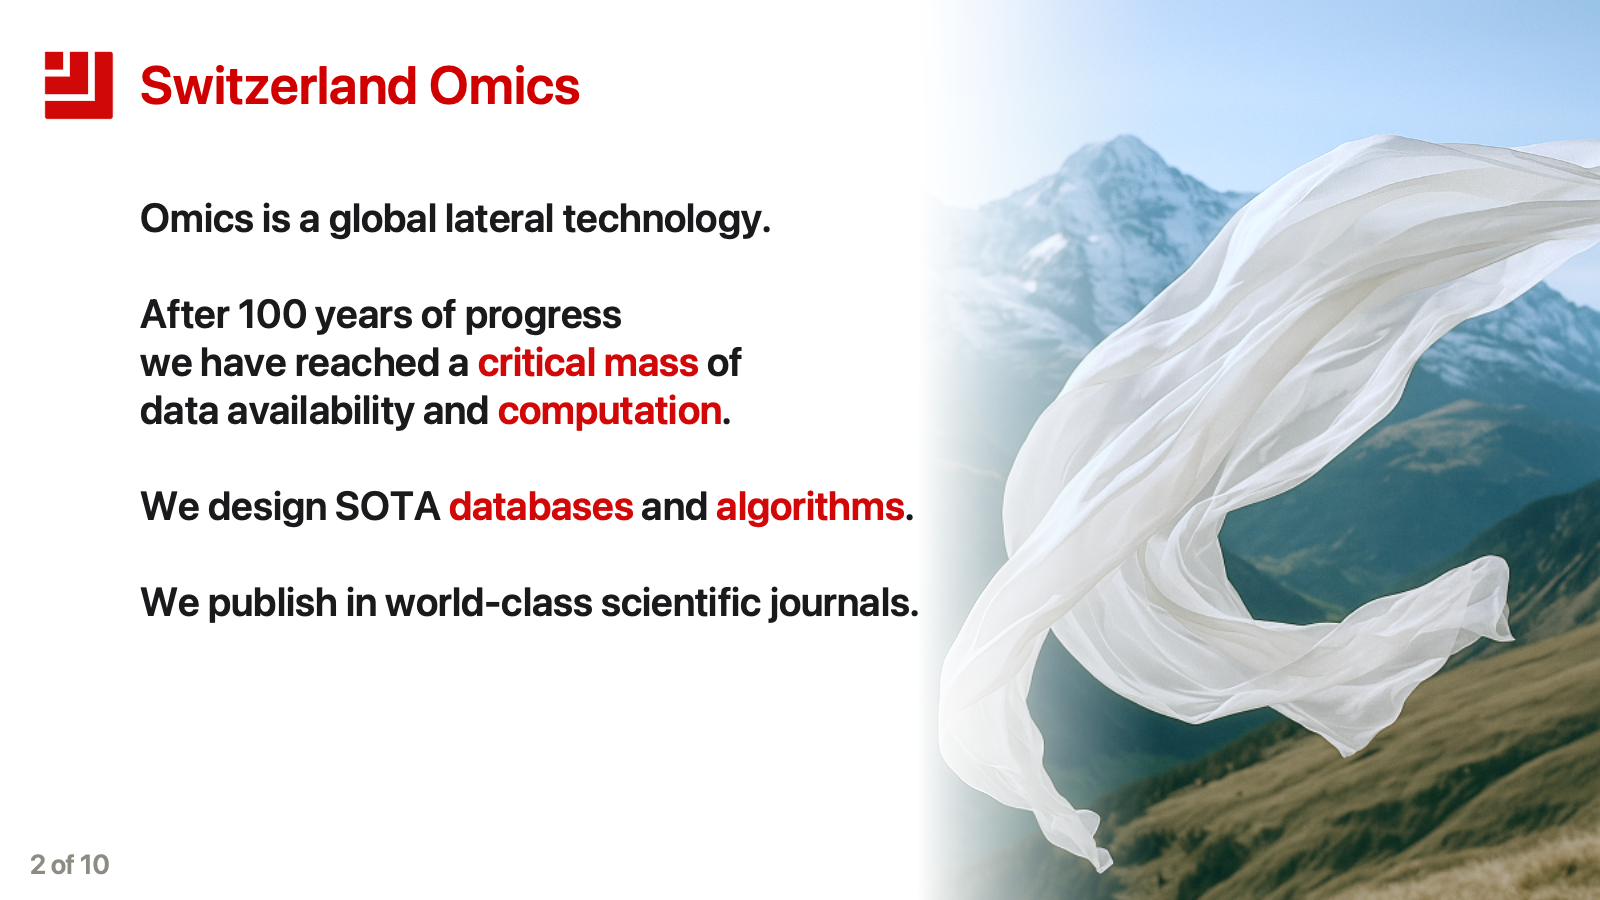 Switzerland Omics
Omics is a global lateral technology.
After 100 years of progress
we have reached a critical mass of
data availability and computation.
We design SOTA databases and algorithms.
We publish in world-class scientific journals.
2 of 10